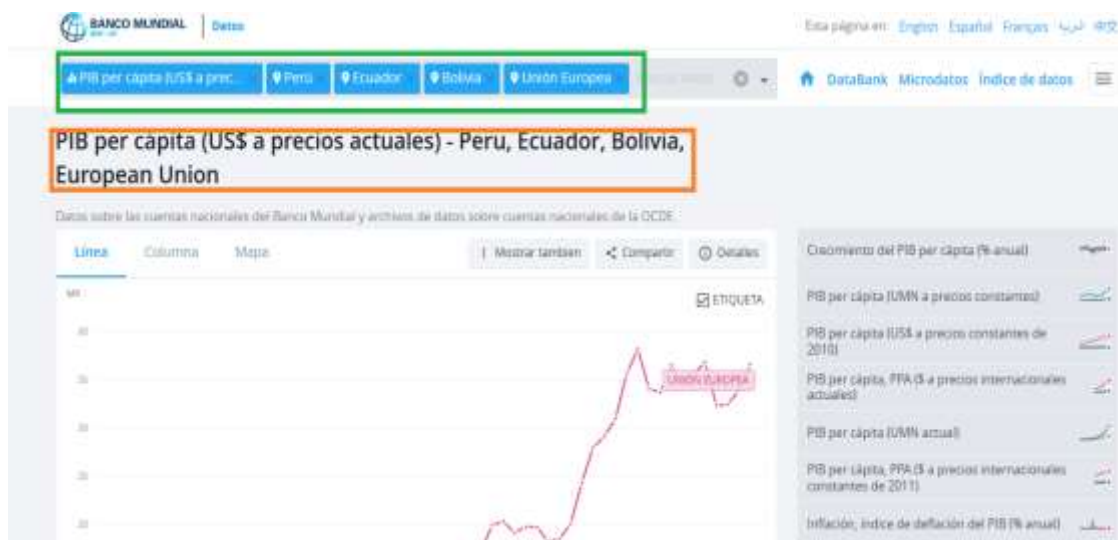 BANCO MUNDIAL
Datos
Esta página en: English Español Français
PIB per cápita (US$ a prec...
Perú
Ecuador
Bolivia
Unión Europea
DataBank Microdatos Índice de datos
PIB per cápita (US$ a precios actuales) - Peru, Ecuador, Bolivia,
European Union
Datos sobre las cuentas nacionales del Banco Mundial y archivos de datos sobre cuentas nacionales de la OCDE.
Línea Columna Mapa
Mostrar tambien Compartir Detalles
ETIQUETA
UNIÓN EUROPEA
Crecimiento del PIB per cápita (% anual)
PIB per cápita (UMN a precios constantes)
PIB per cápita (US$ a precios constantes de
2010)
PIB per cápita, PPA ($ a precios internacionales
actuales)
PIB per cápita (UMN actual)
PIB per cápita, PPA ($ a precios internacionales
constantes de 2011)
Inflación, índice de deflación del PIB (% anual)